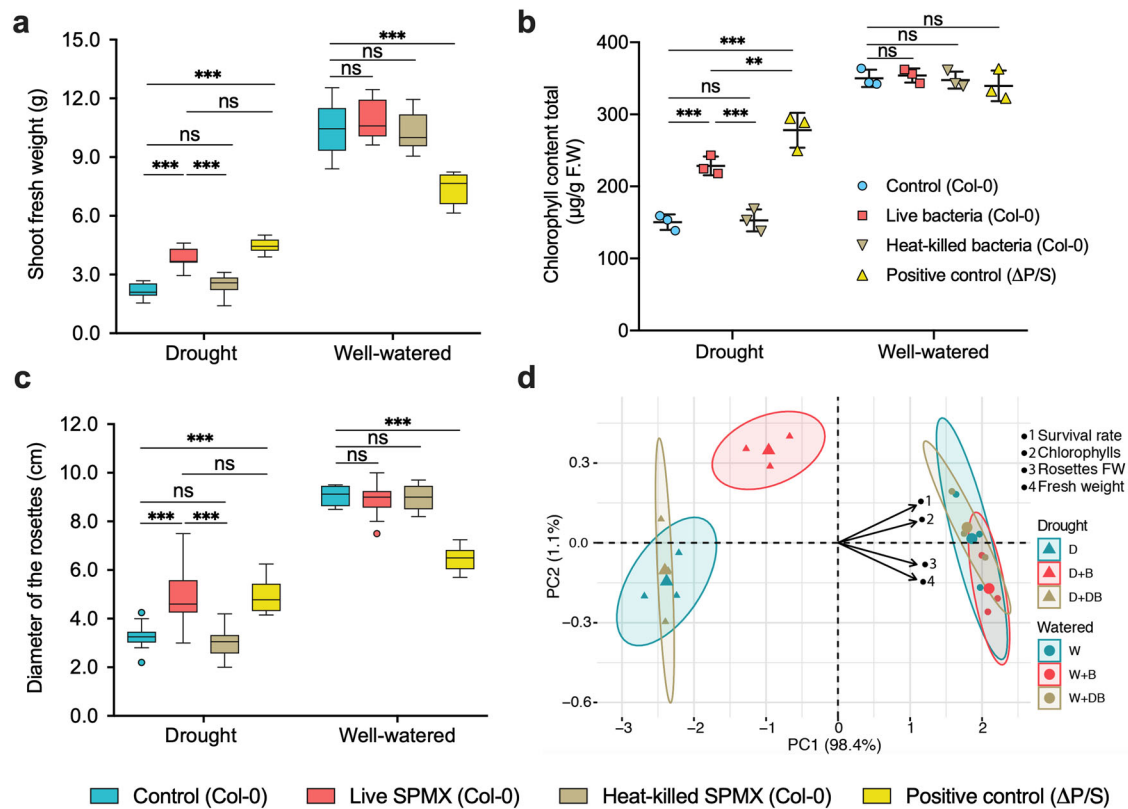 a
15.0
12.0
9.0
6.0
3.0
0.0
Shoot fresh weight (g)
***
ns
ns
***
ns
ns
***
***
Drought
Well-watered
b
400
300
200
100
0
Chlorophyll content total
(µg/g F.W)
ns
ns
ns
***
**
ns
***
***
Control (Col-0)
Live bacteria (Col-0)
Heat-killed bacteria (Col-0)
Positive control (ΔP/S)
Drought
Well-watered
c
12.0
10.0
8.0
6.0
4.0
2.0
0.0
Diameter of the rosettes (cm)
***
ns
ns
***
ns
ns
***
***
Drought
Well-watered
d
0.3
0.0
−0.3
−0.6
PC2 (1.1%)
−3
−2
−1
0
1
2
PC1 (98.4%)
1
2
3
4
1 Survival rate
2 Chlorophylls
3 Rosettes FW
4 Fresh weight
Drought
D
D+B
D+DB
Watered
W
W+B
W+DB
Control (Col-0)
Live SPMX (Col-0)
Heat-killed SPMX (Col-0)
Positive control (ΔP/S)